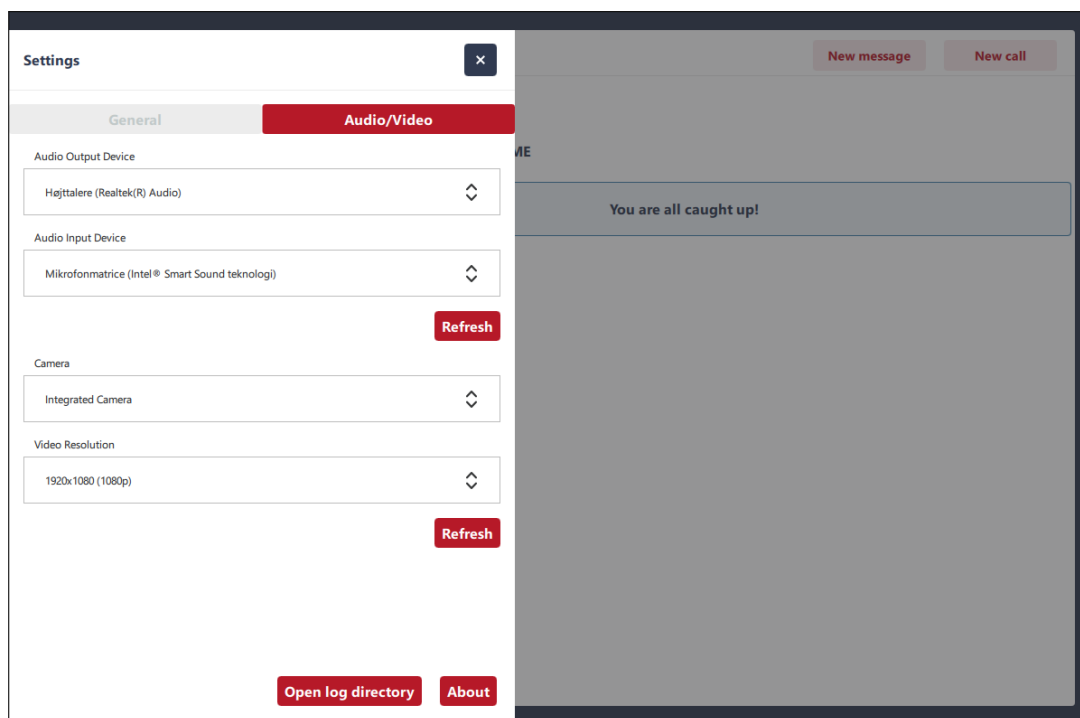 Settings
×
New message
New call
General
Audio/Video
Audio Output Device
ME
Højttalere (Realtek(R) Audio)
You are all caught up!
Audio Input Device
Mikrofonmatrice (Intel® Smart Sound teknologi)
Refresh
Camera
Integrated Camera
Video Resolution
1920x1080 (1080p)
Refresh
Open log directory
About